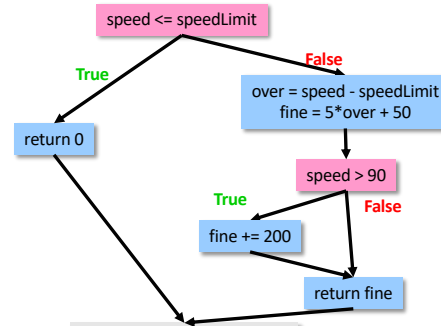 speed <= speedLimit
True
False
over = speed - speedLimit
fine = 5*over + 50
return 0
speed > 90
True
False
fine += 200
return fine